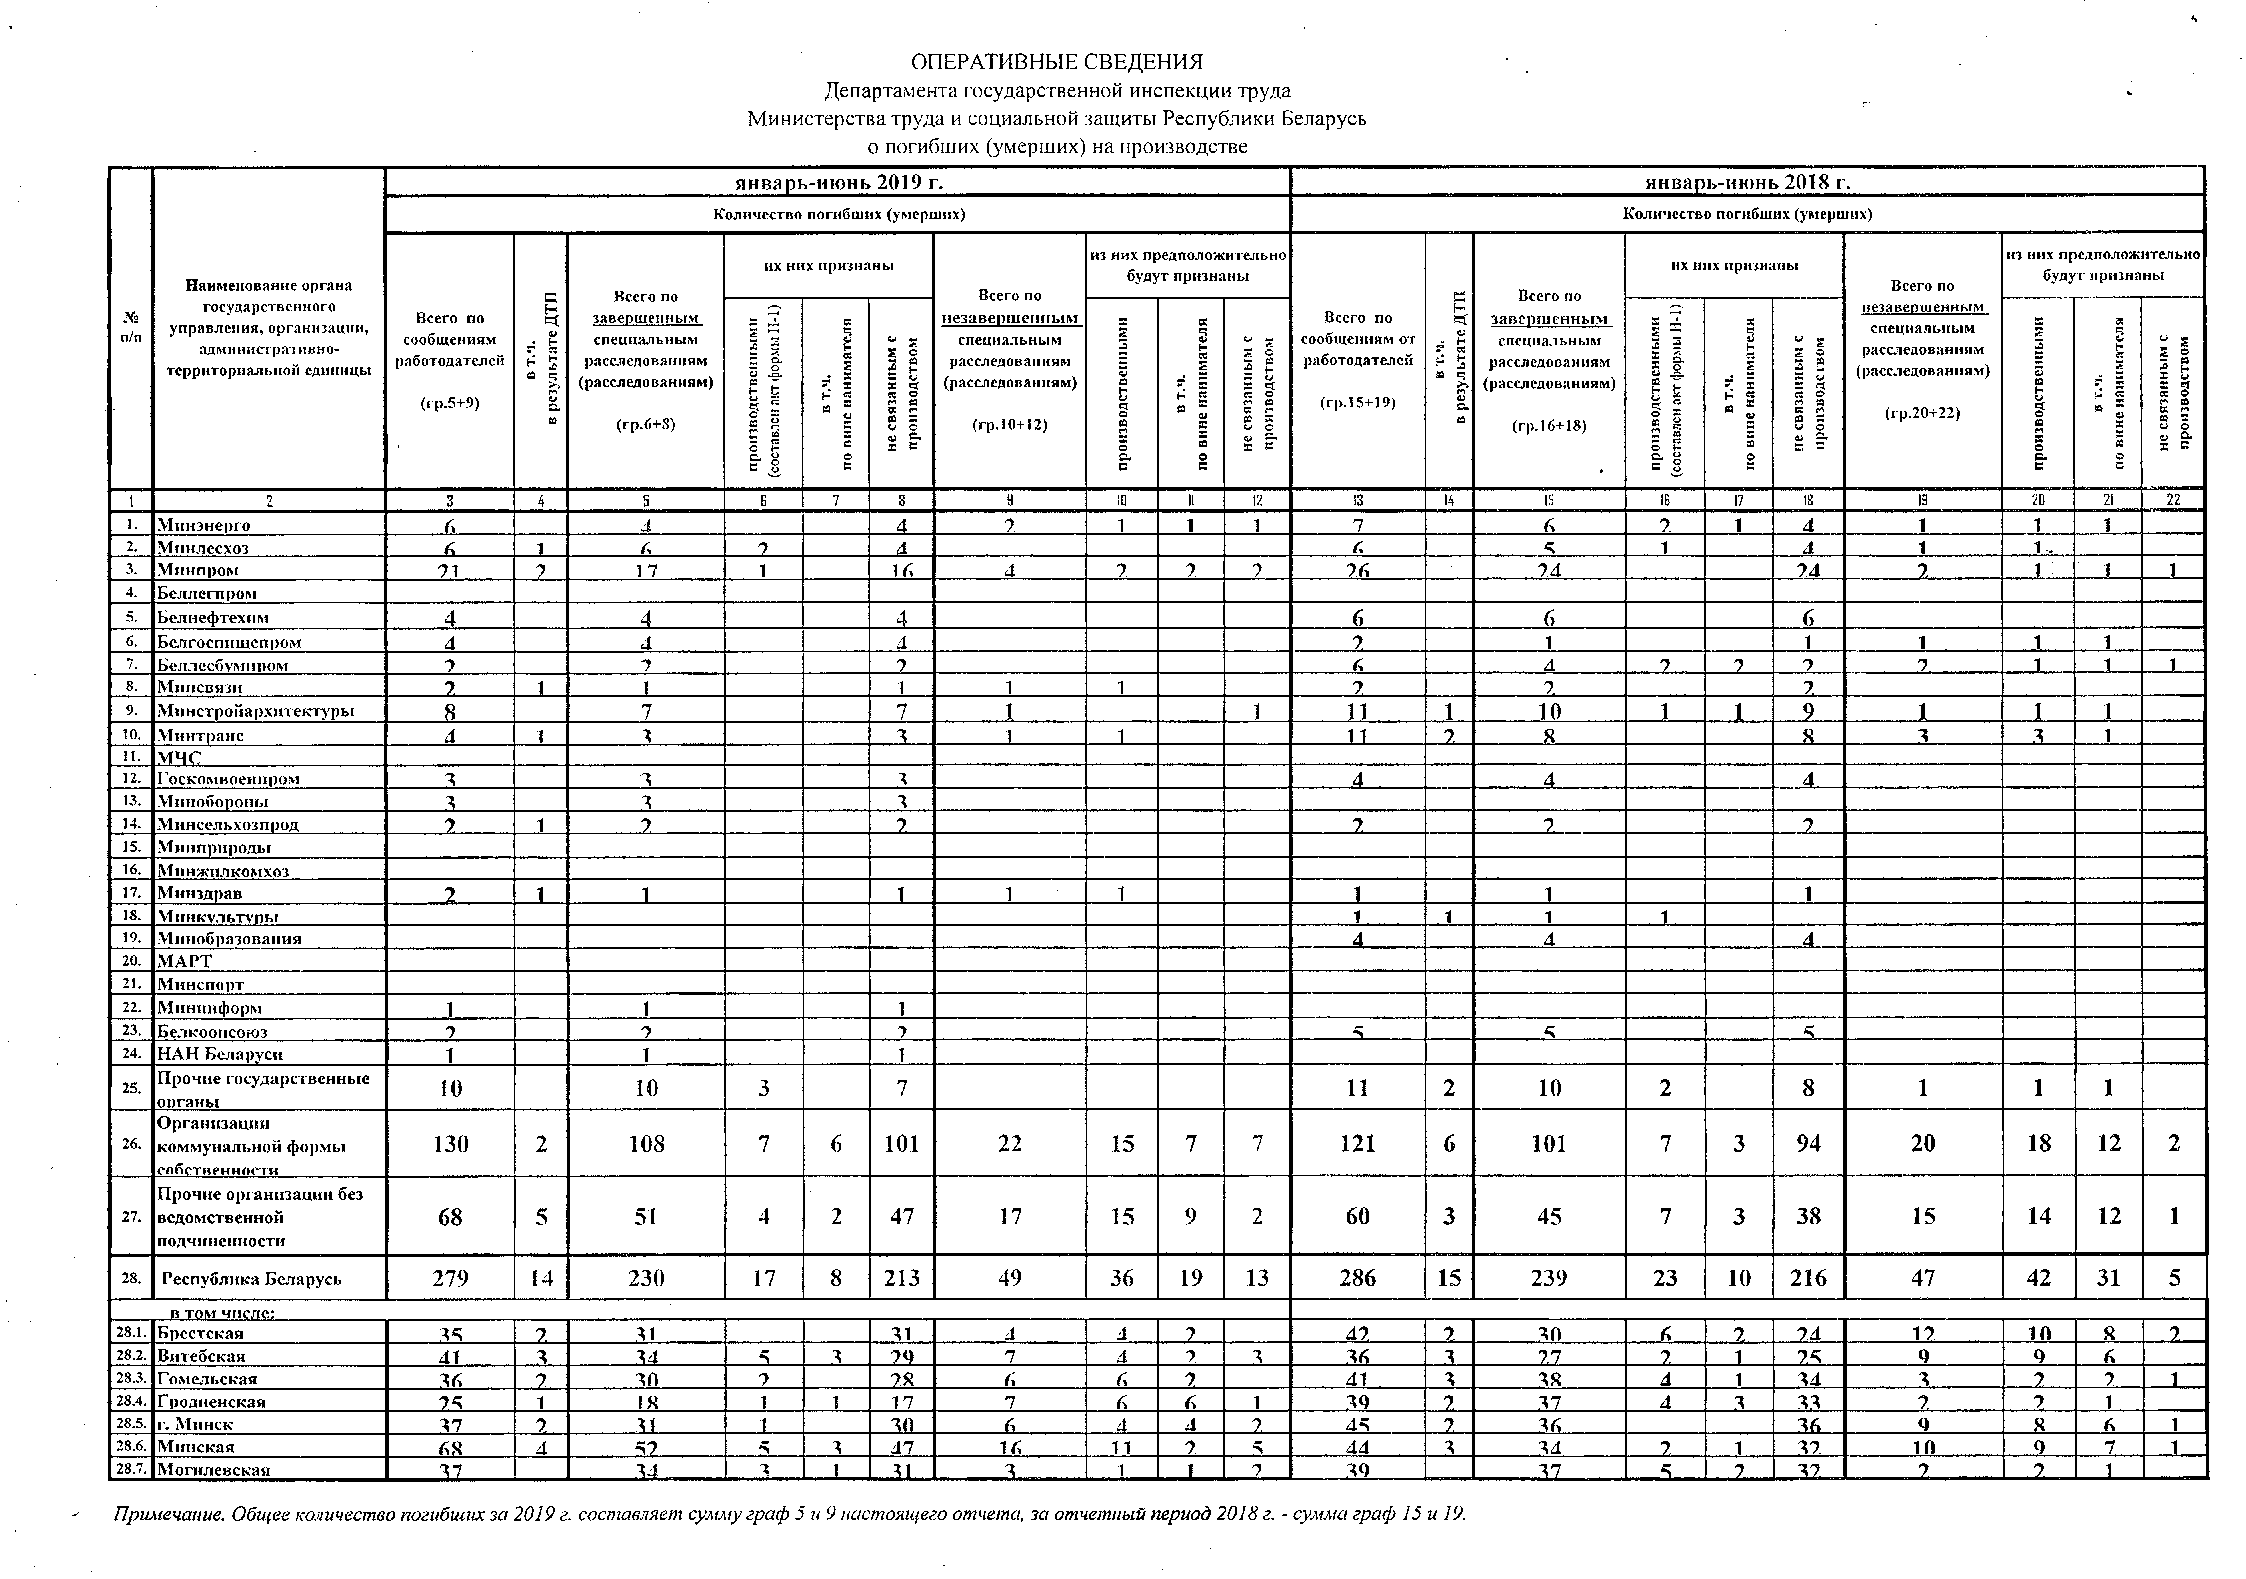 ОПЕРАТИВНЫЕ СВЕДЕНИЯ
Департамента государственной инспекции труда
Министерства труда и социальной защиты Республики Беларусь
о погибших (умерших) на производстве
№ п/п
Наименование органа государственного управления, организации, административно-территориальной единицы
январь-июнь 2019 г.
январь-июнь 2018 г.
Количество погибших (умерших)
Количество погибших (умерших)
Всего по сообщениям работодателей (гр.5+9)
в т.ч. в результате ДТП
Всего по завершенным специальным расследованиям (расследованиям) (гр.6+8)
их них признаны
производственными (составлен акт формы Н-1)
в т.ч. по вине нанимателя
не связанным с производством
Всего по незавершенным специальным расследованиям (расследованиям) (гр.10+12)
из них предположительно будут признаны
производственными
в т.ч. по вине нанимателя
не связанным с производством
Всего по сообщениям от работодателей (гр.15+19)
в т.ч. в результате ДТП
Всего по завершенным специальным расследованиям (расследованиям) (гр.16+18)
их них признаны
производственными (составлен акт формы Н-1)
в т.ч. по вине нанимателя
не связанным с производством
Всего по незавершенным специальным расследованиям (расследованиям) (гр.20+22)
из них предположительно будут признаны
производственными
в т.ч. по вине нанимателя
не связанным с производством
1 2 3 4 5 6 7 8 9 10 11 12 13 14 15 16 17 18 19 20 21 22
1. Минэнерго 6 4 4 2 1 1 1 7 6 2 1 4 1 1 1
2. Минлесхоз 6 1 6 2 4 6 5 1 4 1 1
3. Минпром 21 2 17 1 16 4 2 2 2 26 24 24 2 1 1 1
4. Беллегпром
5. Белнефтехим 4 4 4 6 6 6
6. Белгоспищепром 4 4 4 2 1 1 1 1 1
7. Беллесбумпром 2 2 2 6 4 2 2 2 2 1 1 1
8. Минсвязи 2 1 1 1 1 1 2 2 2
9. Минстройархитектуры 8 7 7 1 1 11 1 10 1 1 9 1 1 1
10. Минтранс 4 1 3 3 1 1 11 2 8 8 3 3 1
11. МЧС
12. Госкомвоенпром 3 3 3 4 4 4
13. Минобороны 3 3 3
14. Минсельхозпрод 2 1 2 2 2 2 2
15. Минприроды
16. Минжилкомхоз
17. Минздрав 2 1 1 1 1 1 1 1 1
18. Минкультуры 1 1 1 1
19. Минобразования 4 4 4
20. МАРТ
21. Минспорт
22. Мининформ 1 1 1
23. Белкоопсоюз 2 2 2 5 5 5
24. НАН Беларуси 1 1 1
25. Прочие государственные органы 10 10 3 7 11 2 10 2 8 1 1 1
26. Организации коммунальной формы собственности 130 2 108 7 6 101 22 15 7 7 121 6 101 7 3 94 20 18 12 2
27. Прочие организации без ведомственной подчиненности 68 5 51 4 2 47 17 15 9 2 60 3 45 7 3 38 15 14 12 1
28. Республика Беларусь 279 14 230 17 8 213 49 36 19 13 286 15 239 23 10 216 47 42 31 5
в том числе:
28.1. Брестская 35 2 31 31 4 4 2 42 2 30 6 2 24 12 10 8 2
28.2. Витебская 41 3 34 5 3 29 7 4 2 3 36 3 27 2 1 25 9 9 6
28.3. Гомельская 36 2 30 2 28 6 6 2 41 3 38 4 1 34 3 2 2 1
28.4. Гродненская 25 1 18 1 1 17 7 6 6 1 39 2 37 4 3 33 2 2 1
28.5. г. Минск 37 2 31 1 30 6 4 4 2 45 2 36 36 9 8 6 1
28.6. Минская 68 4 52 5 3 47 16 11 2 5 44 3 34 2 1 32 10 9 7 1
28.7. Могилевская 37 34 3 1 31 3 1 1 2 39 37 5 2 32 2 2 1
Примечание. Общее количество погибших за 2019 г. составляет сумму граф 5 и 9 настоящего отчета, за отчетный период 2018 г. - сумма граф 15 и 19.